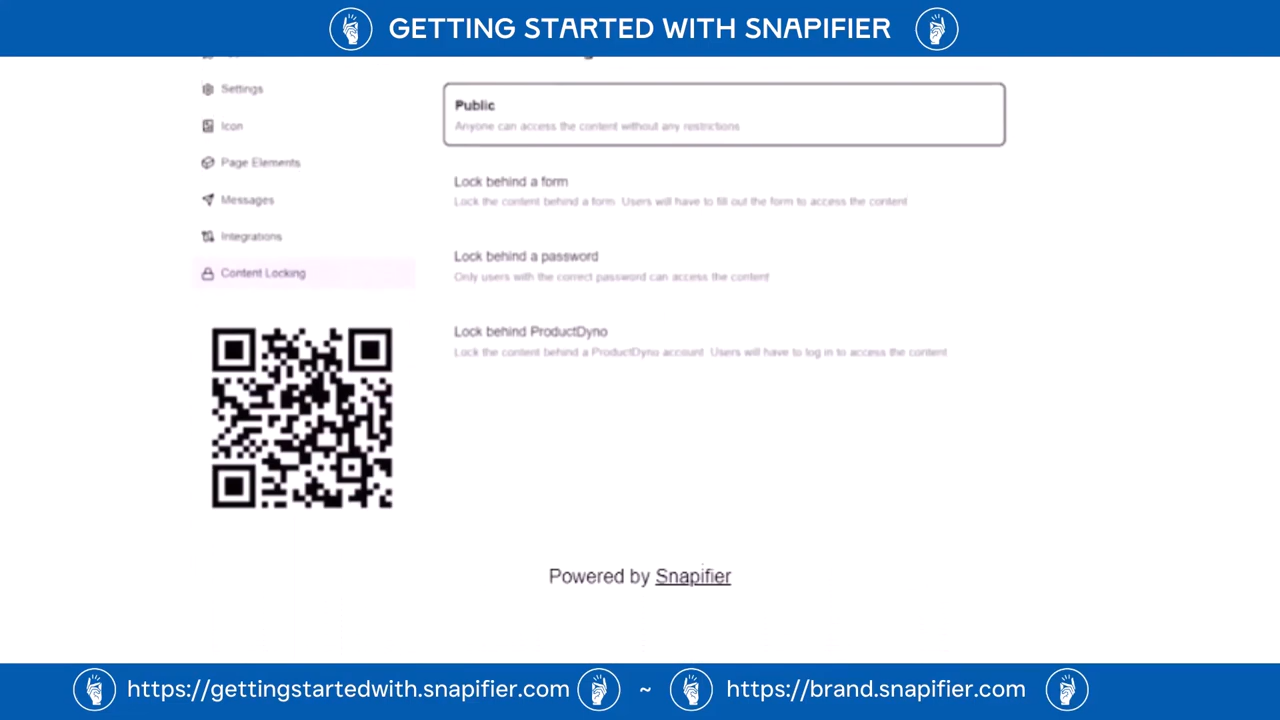 GETTING STARTED WITH SNAPIFIER
Settings
Icon
Page Elements
Messages
Integrations
Content Locking
Public
Anyone can access the content without any restrictions
Lock behind a form
Lock the content behind a form. Users will have to fill out the form to access the content
Lock behind a password
Only users with the correct password can access the content
Lock behind ProductDyno
Lock the content behind a ProductDyno account. Users will have to log in to access the content
Powered by Snapifier
https://gettingstartedwith.snapifier.com ~ https://brand.snapifier.com